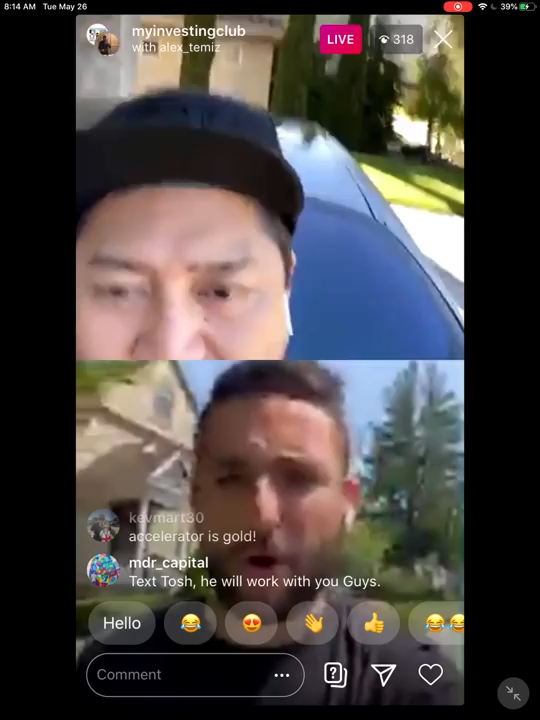 8:14 AM Tue May 26
39%
myinvestingclub
with alex_temiz
LIVE
318
kevmart30
accelerator is gold!
mdr_capital
Text Tosh, he will work with you Guys.
Hello
Comment